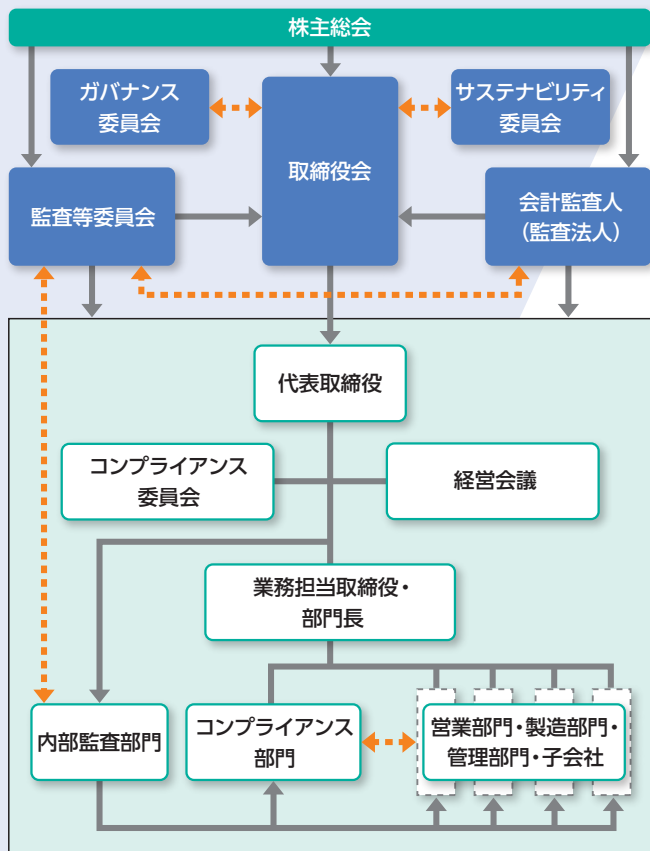 株主総会
ガバナンス
委員会
サステナビリティ
委員会
取締役会
監査等委員会
会計監査人
（監査法人）
代表取締役
コンプライアンス
委員会
経営会議
業務担当取締役・
部門長
内部監査部門
コンプライアンス
部門
営業部門・製造部門・
管理部門・子会社